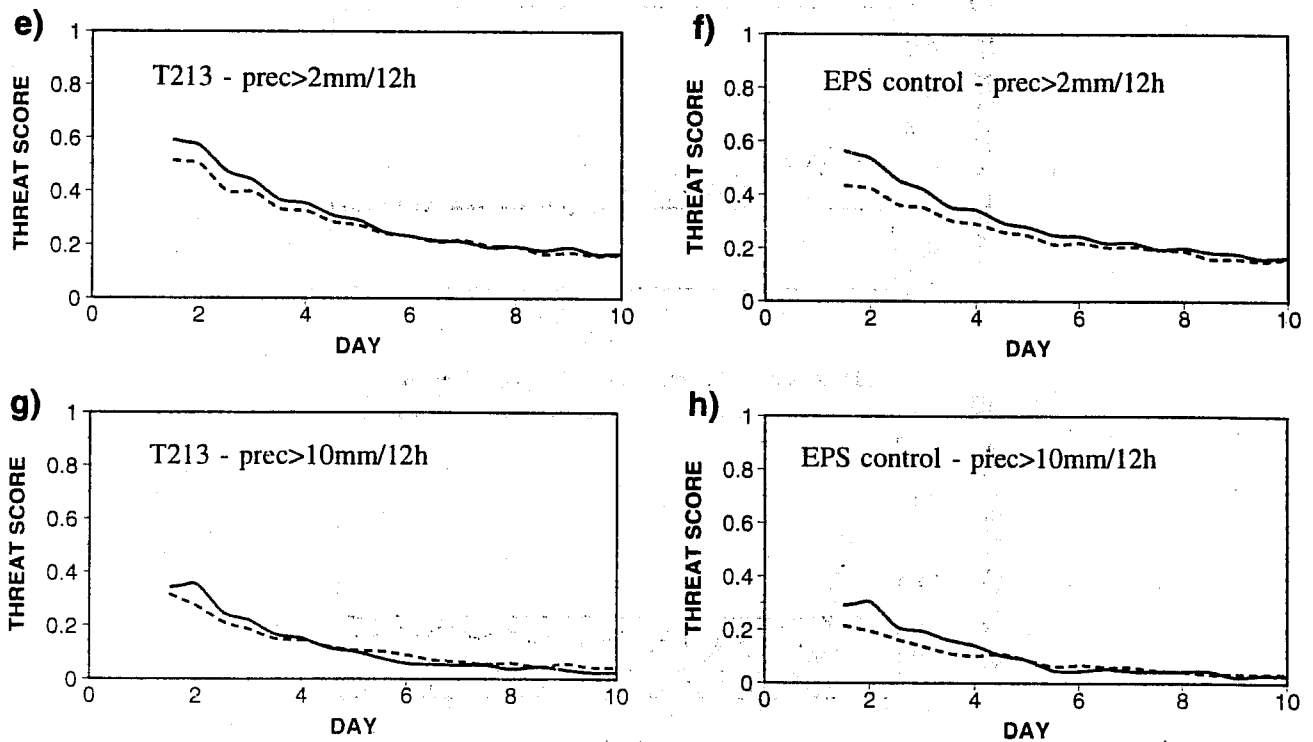 e)
T213 - prec>2mm/12h
THREAT SCORE
1
0.8
0.6
0.4
0.2
0
0 2 4 6 8 10
DAY
f)
EPS control - prec>2mm/12h
THREAT SCORE
1
0.8
0.6
0.4
0.2
0
0 2 4 6 8 10
DAY
g)
T213 - prec>10mm/12h
THREAT SCORE
1
0.8
0.6
0.4
0.2
0
0 2 4 6 8 10
DAY
h)
EPS control - prec>10mm/12h
THREAT SCORE
1
0.8
0.6
0.4
0.2
0
0 2 4 6 8 10
DAY